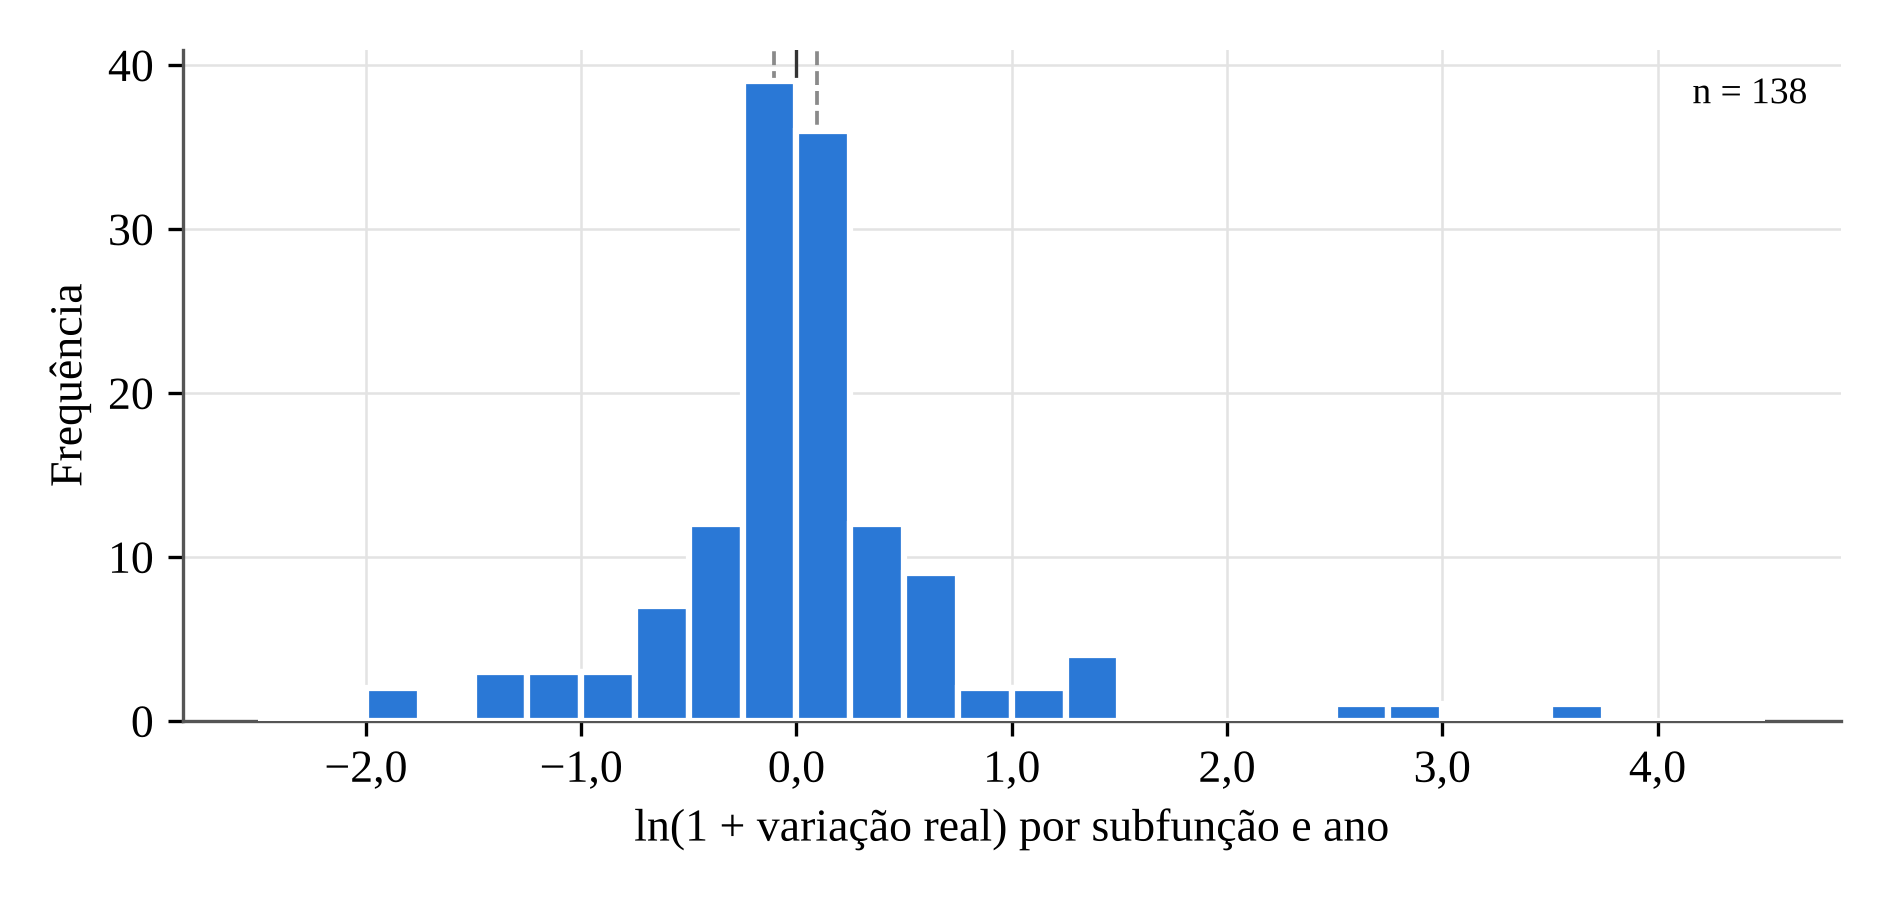 40
n = 138
30
20
10
0
Frequência
−2,0 −1,0 0,0 1,0 2,0 3,0 4,0
ln(1 + variação real) por subfunção e ano